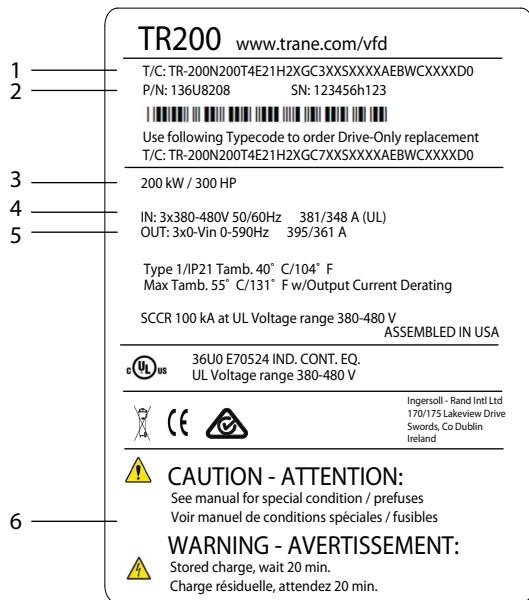 TR200 www.trane.com/vfd
1 T/C: TR-200N200T4E21H2XGC3XXSXXXXAEBWCXXXXD0
2 P/N: 136U8208 SN: 123456h123
Use following Typecode to order Drive-Only replacement
T/C: TR-200N200T4E21H2XGC7XXSXXXXAEBWCXXXXD0
3 200 kW / 300 HP
4 IN: 3x380-480V 50/60Hz 381/348 A (UL)
5 OUT: 3x0-Vin 0-590Hz 395/361 A
Type 1/IP21 Tamb. 40˚ C/104˚ F
Max Tamb. 55˚ C/131˚ F w/Output Current Derating
SCCR 100 kA at UL Voltage range 380-480 V
ASSEMBLED IN USA
c UL us 36U0 E70524 IND. CONT. EQ.
UL Voltage range 380-480 V
CE
Ingersoll - Rand Intl Ltd
170/175 Lakeview Drive
Swords, Co Dublin
Ireland
CAUTION - ATTENTION:
See manual for special condition / prefuses
6 Voir manuel de conditions spéciales / fusibles
WARNING - AVERTISSEMENT:
Stored charge, wait 20 min.
Charge résiduelle, attendez 20 min.